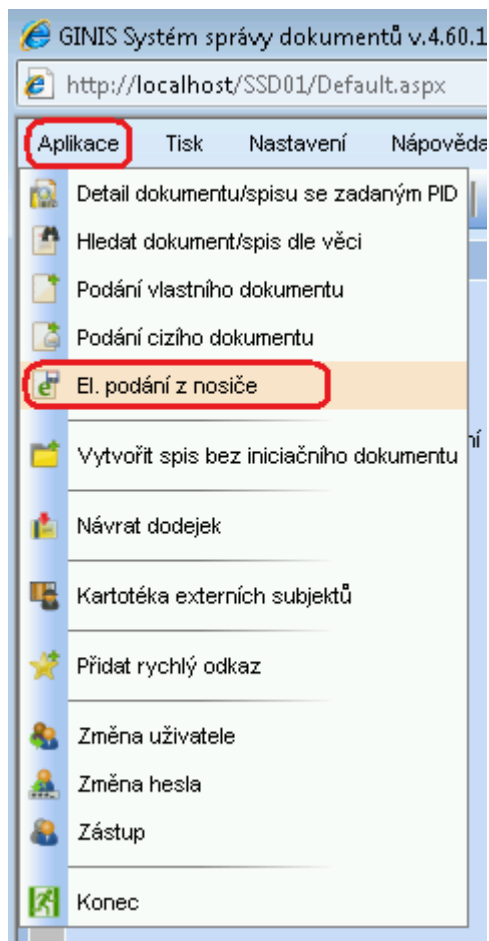 GINIS Systém správy dokumentů v.4.60.1
http://localhost/SSD01/Default.aspx
Aplikace Tisk Nastavení Nápověda
Detail dokumentu/spisu se zadaným PID
Hledat dokument/spis dle věci
Podání vlastního dokumentu
Podání cizího dokumentu
El. podání z nosiče
ní
Vytvořit spis bez iniciačního dokumentu
Návrat dodejek
Kartotéka externích subjektů
Přidat rychlý odkaz
Změna uživatele
Změna hesla
Zástup
Konec